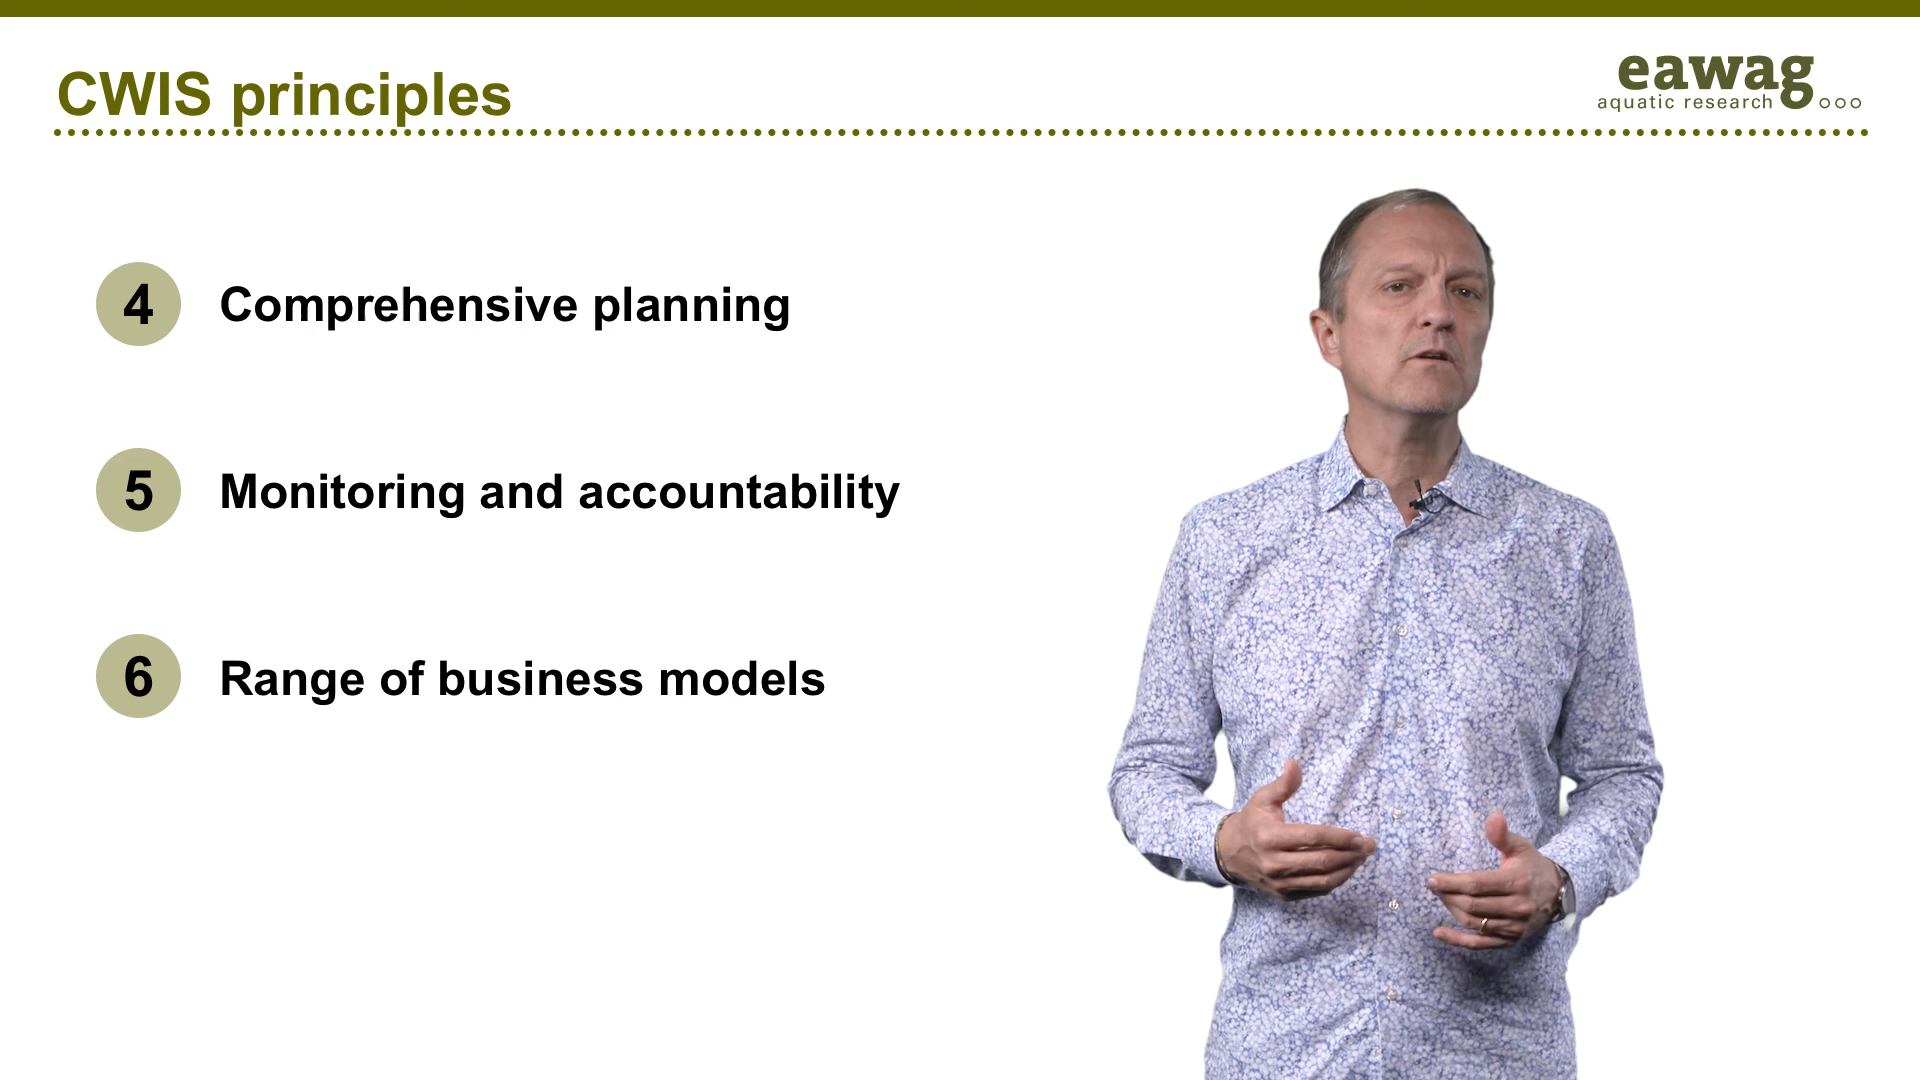 CWIS principles
eawag
aquatic research
4 Comprehensive planning
5 Monitoring and accountability
6 Range of business models